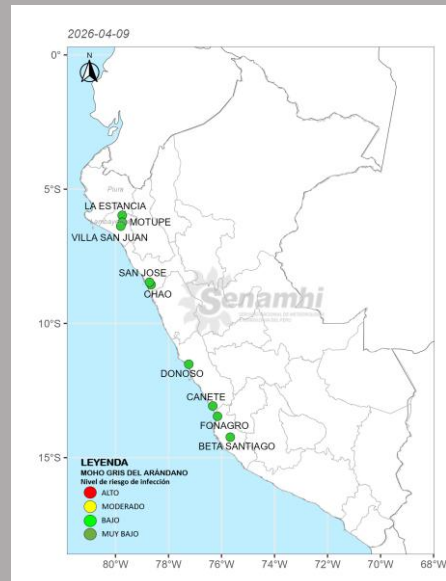 2026-04-09
N
0°
5°S
10°S
15°S
Piura
LA ESTANCIA
MOTUPE
VILLA SAN JUAN
SAN JOSE
CHAO
Senamhi
DONOSO
CANETE
FONAGRO
BETA SANTIAGO
LEYENDA
MOHO GRIS DEL ARÁNDANO
Nivel de riesgo de infección
ALTO
MODERADO
BAJO
MUY BAJO
80°W 78°W 76°W 74°W 72°W 70°W 68°W 66°W